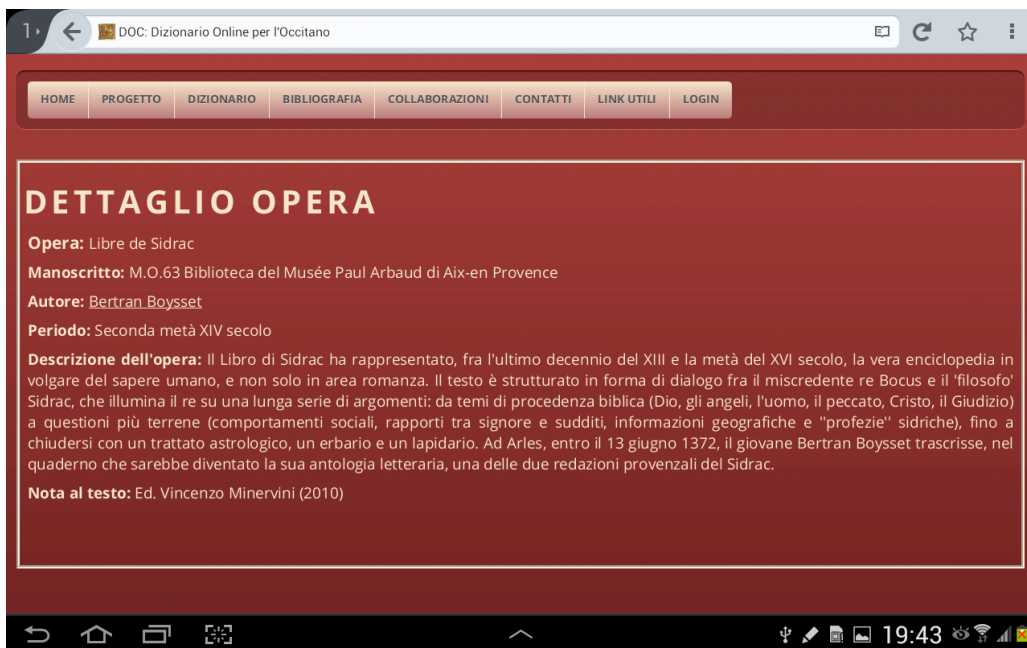 1
DOC: Dizionario Online per l'Occitano
HOME PROGETTO DIZIONARIO BIBLIOGRAFIA COLLABORAZIONI CONTATTI LINK UTILI LOGIN
DETTAGLIO OPERA
Opera: Libre de Sidrac
Manoscritto: M.O.63 Biblioteca del Musée Paul Arbaud di Aix-en Provence
Autore: Bertran Boysset
Periodo: Seconda metà XIV secolo
Descrizione dell'opera: Il Libro di Sidrac ha rappresentato, fra l'ultimo decennio del XIII e la metà del XVI secolo, la vera enciclopedia in
volgare del sapere umano, e non solo in area romanza. Il testo è strutturato in forma di dialogo fra il miscredente re Bocus e il 'filosofo'
Sidrac, che illumina il re su una lunga serie di argomenti: da temi di procedenza biblica (Dio, gli angeli, l'uomo, il peccato, Cristo, il Giudizio)
a questioni più terrene (comportamenti sociali, rapporti tra signore e sudditi, informazioni geografiche e "profezie" sidriche), fino a
chiudersi con un trattato astrologico, un erbario e un lapidario. Ad Arles, entro il 13 giugno 1372, il giovane Bertran Boysset trascrisse, nel
quaderno che sarebbe diventato la sua antologia letteraria, una delle due redazioni provenzali del Sidrac.
Nota al testo: Ed. Vincenzo Minervini (2010)
19:43